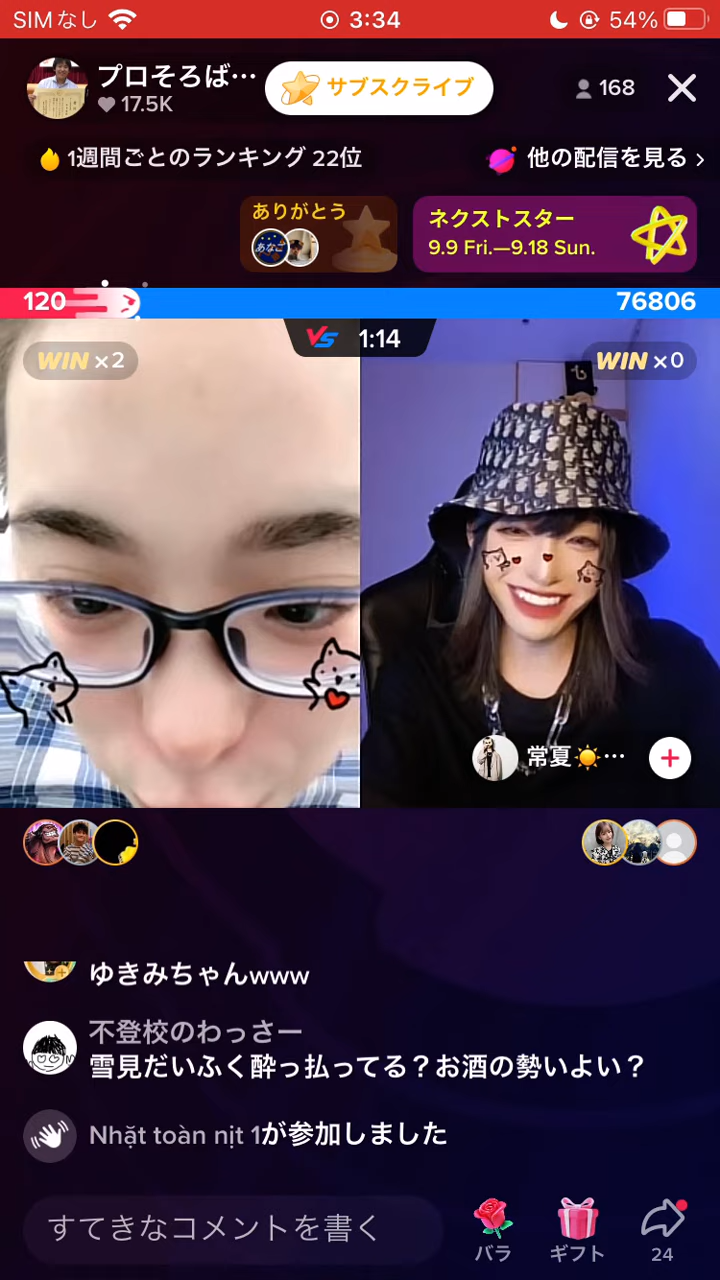 SIMなし 3:34 54%
プロそろば… サブスクライブ 168
17.5K
1週間ごとのランキング 22位 他の配信を見る
ありがとう
あなご
ネクストスター
9.9 Fri.—9.18 Sun.
120 76806
VS 1:14
WIN ×2 WIN ×0
常夏☀️…
ゆきみちゃんwww
不登校のわっさー
雪見だいふく酔っ払ってる？お酒の勢いよい？
Nhặt toàn nịt 1が参加しました
すてきなコメントを書く
バラ ギフト 24